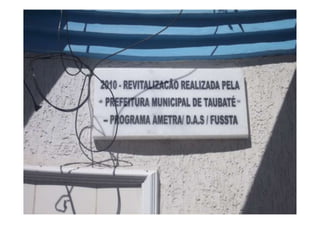 2010 - REVITALIZAÇÃO REALIZADA PELA
" PREFEITURA MUNICIPAL DE TAUBATÉ"
– PROGRAMA AMETRA/ D.A.S / FUSSTA